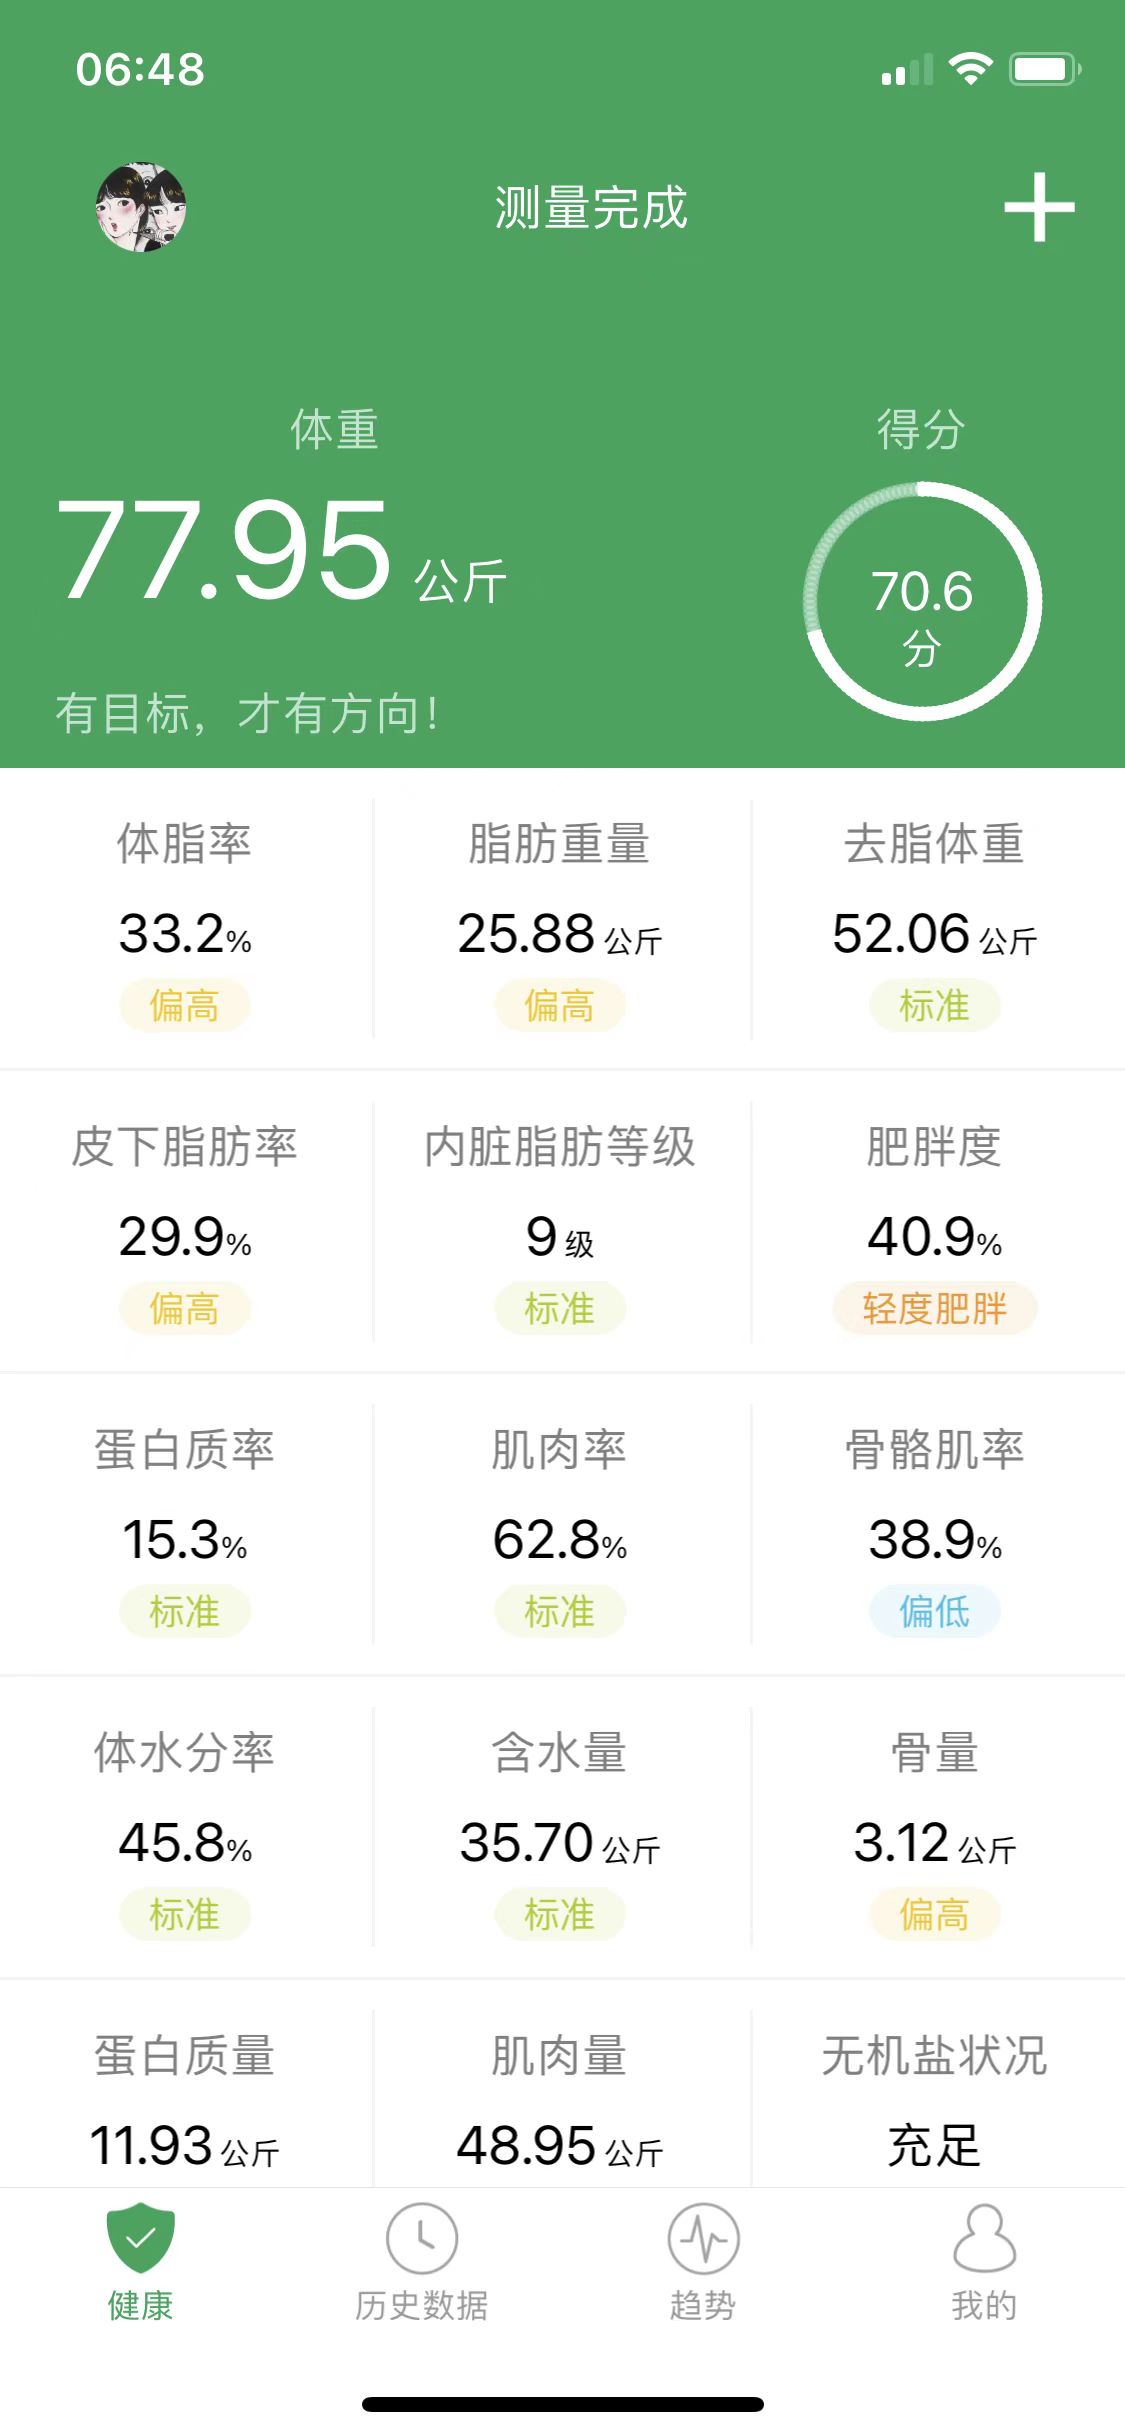 06:48
测量完成
体重 得分
77.95 公斤
70.6
分
有目标，才有方向！
体脂率 脂肪重量 去脂体重
33.2% 25.88 公斤 52.06 公斤
偏高 偏高 标准
皮下脂肪率 内脏脂肪等级 肥胖度
29.9% 9 级 40.9%
偏高 标准 轻度肥胖
蛋白质率 肌肉率 骨骼肌率
15.3% 62.8% 38.9%
标准 标准 偏低
体水分率 含水量 骨量
45.8% 35.70 公斤 3.12 公斤
标准 标准 偏高
蛋白质量 肌肉量 无机盐状况
11.93 公斤 48.95 公斤 充足
健康 历史数据 趋势 我的